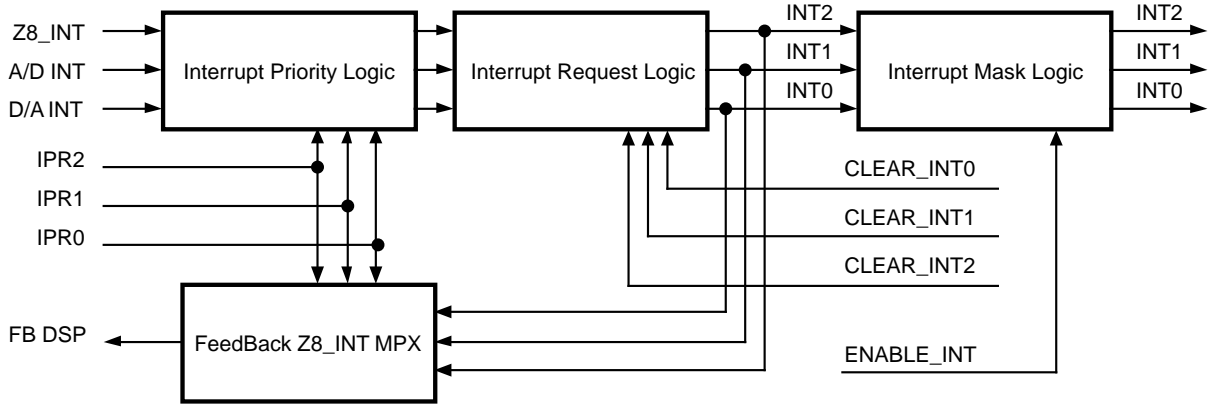 Z8_INT
A/D INT
D/A INT
Interrupt Priority Logic
Interrupt Request Logic
INT2
INT1
INT0
Interrupt Mask Logic
INT2
INT1
INT0
IPR2
IPR1
IPR0
CLEAR_INT0
CLEAR_INT1
CLEAR_INT2
FB DSP
FeedBack Z8_INT MPX
ENABLE_INT